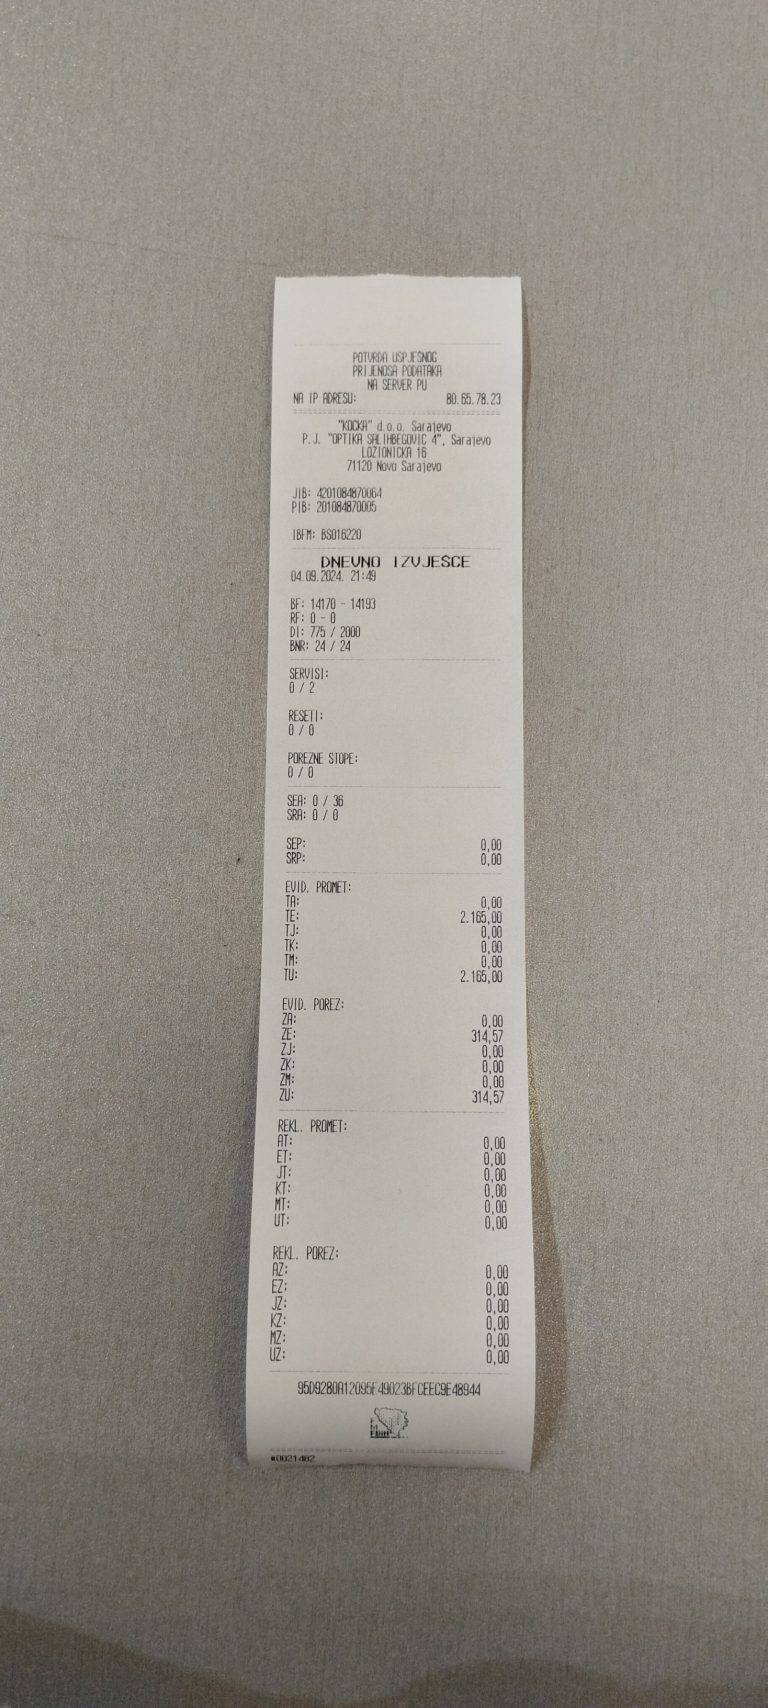 POTVRDA USPJEŠNOG
PRIJENOSA PODATAKA
NA SERVER PU
NA IP ADRESU: 80.65.78.23
"KOCKA" d.o.o. Sarajevo
P.J. "OPTIKA SALIHBEGOVIC 4", Sarajevo
LOZIONICKA 16
71120 Novo Sarajevo
JIB: 4201084870064
PIB: 201084870005
IBFM: BS016220
DNEVNO IZVJEŠCE
04.09.2024. 21:49
BF: 14170 - 14193
RF: 0 - 0
DI: 775 / 2000
BNR: 24 / 24
SERVISI:
0 / 2
RESETI:
0 / 0
POREZNE STOPE:
0 / 0
SEA: 0 / 36
SRA: 0 / 0
SEP: 0,00
SRP: 0,00
EVID. PROMET:
TA: 0,00
TE: 2.165,00
TJ: 0,00
TK: 0,00
TM: 0,00
TU: 2.165,00
EVID. POREZ:
ZA: 0,00
ZE: 314,57
ZJ: 0,00
ZK: 0,00
ZM: 0,00
ZU: 314,57
REKL. PROMET:
AT: 0,00
ET: 0,00
JT: 0,00
KT: 0,00
MT: 0,00
UT: 0,00
REKL. POREZ:
AZ: 0,00
EZ: 0,00
JZ: 0,00
KZ: 0,00
MZ: 0,00
UZ: 0,00
95D9280A12095E49023BFCEEC9E48944
*0021482